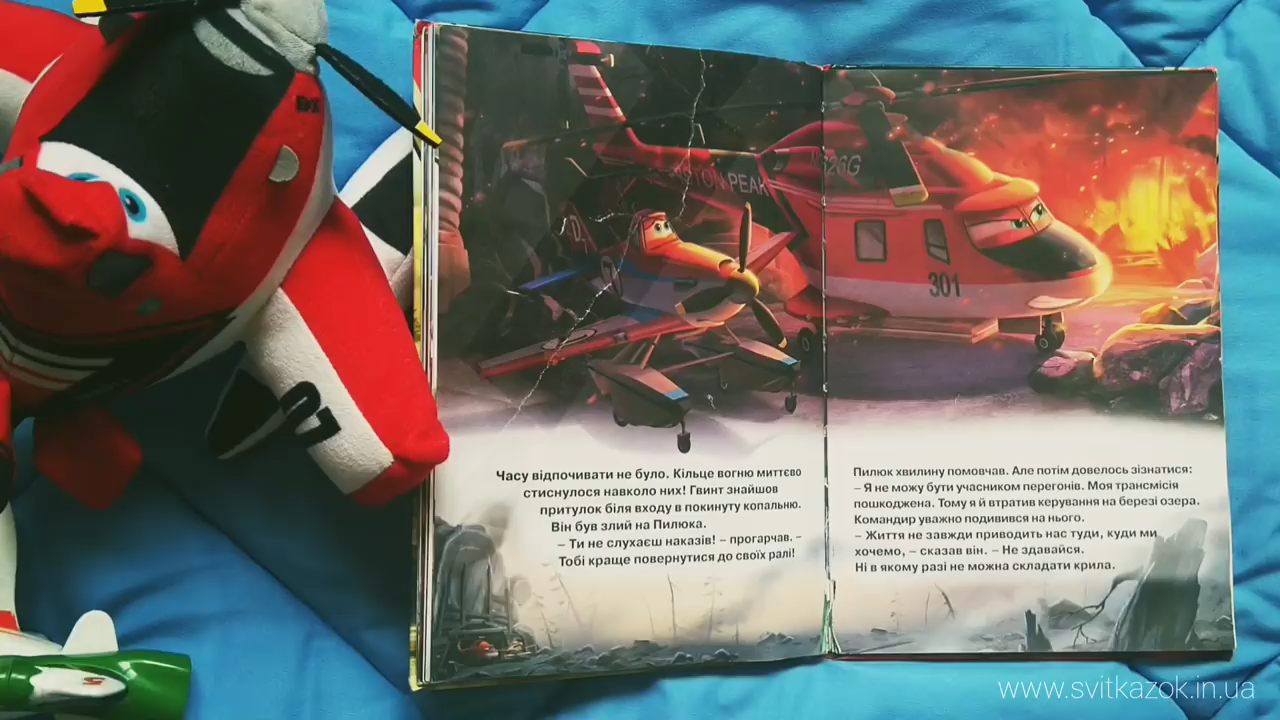 PISTON PEAK
N
26G
301
7
Часу відпочивати не було. Кільце вогню миттєво
стиснулося навколо них! Гвинт знайшов
притулок біля входу в покинуту копальню.
Він був злий на Пилюка.
– Ти не слухаєш наказів! – прогарчав. –
Тобі краще повернутися до своїх ралі!
Пилюк хвилину помовчав. Але потім довелось зізнатися:
– Я не можу бути учасником перегонів. Моя трансмісія
пошкоджена. Тому я й втратив керування на березі озера.
Командир уважно подивився на нього.
– Життя не завжди приводить нас туди, куди ми
хочемо, – сказав він. – Не здавайся.
Ні в якому разі не можна складати крила.
www.svitkazok.in.ua